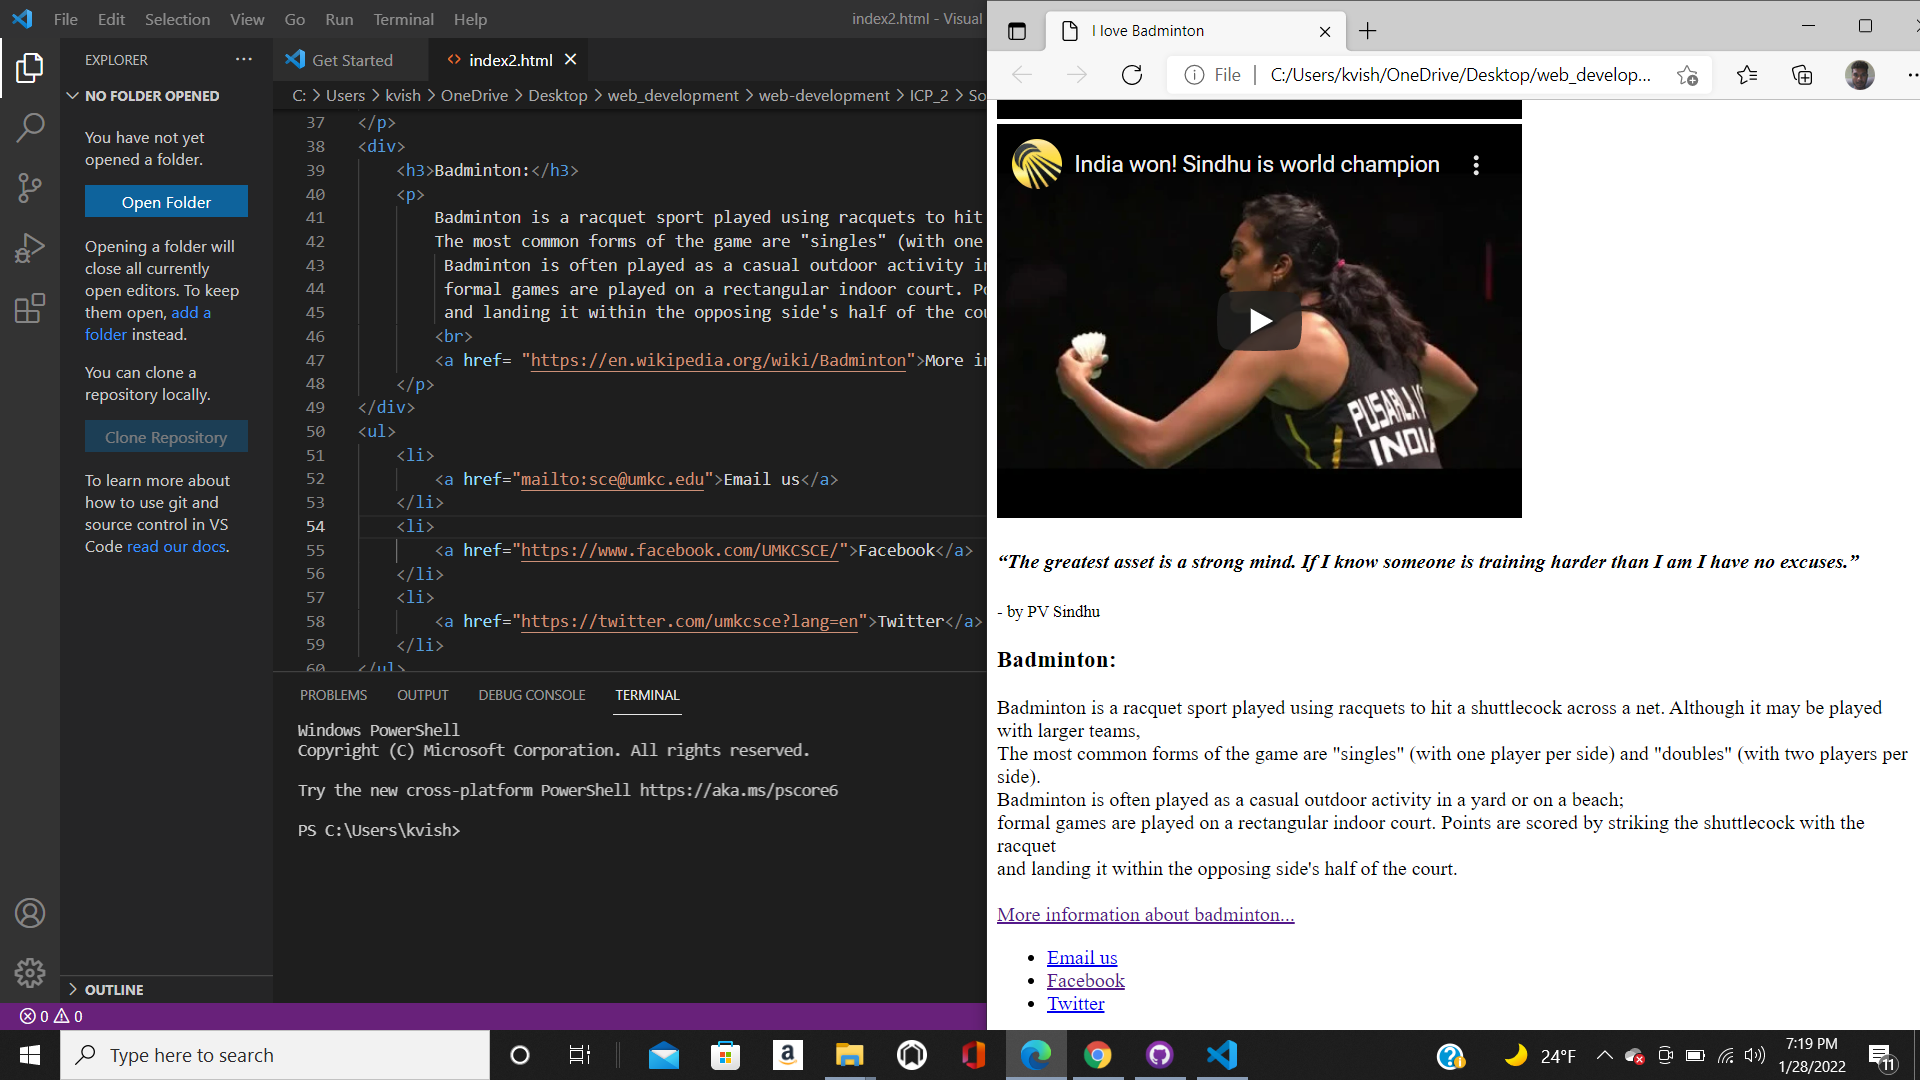 File Edit Selection View Go Run Terminal Help
index2.html - Visual
EXPLORER
NO FOLDER OPENED
You have not yet
opened a folder.
Open Folder
Opening a folder will
close all currently
open editors. To keep
them open, add a
folder instead.
You can clone a
repository locally.
Clone Repository
To learn more about
how to use git and
source control in VS
Code read our docs.
OUTLINE
0 0
Get Started
index2.html
C: > Users > kvish > OneDrive > Desktop > web_development > web-development > ICP_2 > So
37 </p>
38 <div>
39 <h3>Badminton:</h3>
40 <p>
41 Badminton is a racquet sport played using racquets to hit
42 The most common forms of the game are "singles" (with one
43 Badminton is often played as a casual outdoor activity in
44 formal games are played on a rectangular indoor court. Po
45 and landing it within the opposing side's half of the cou
46 <br>
47 <a href= "https://en.wikipedia.org/wiki/Badminton">More in
48 </p>
49 </div>
50 <ul>
51 <li>
52 <a href="mailto:sce@umkc.edu">Email us</a>
53 </li>
54 <li>
55 <a href="https://www.facebook.com/UMKCSCE/">Facebook</a>
56 </li>
57 <li>
58 <a href="https://twitter.com/umkcsce?lang=en">Twitter</a>
59 </li>
60 </ul>
PROBLEMS OUTPUT DEBUG CONSOLE TERMINAL
Windows PowerShell
Copyright (C) Microsoft Corporation. All rights reserved.
Try the new cross-platform PowerShell https://aka.ms/pscore6
PS C:\Users\kvish>
I love Badminton
File | C:/Users/kvish/OneDrive/Desktop/web_develop...
India won! Sindhu is world champion
PUSARLA V
INDIA
“The greatest asset is a strong mind. If I know someone is training harder than I am I have no excuses.”
- by PV Sindhu
Badminton:
Badminton is a racquet sport played using racquets to hit a shuttlecock across a net. Although it may be played
with larger teams,
The most common forms of the game are "singles" (with one player per side) and "doubles" (with two players per
side).
Badminton is often played as a casual outdoor activity in a yard or on a beach;
formal games are played on a rectangular indoor court. Points are scored by striking the shuttlecock with the
racquet
and landing it within the opposing side's half of the court.
More information about badminton...
• Email us
• Facebook
• Twitter
Type here to search
24°F
7:19 PM
1/28/2022
11